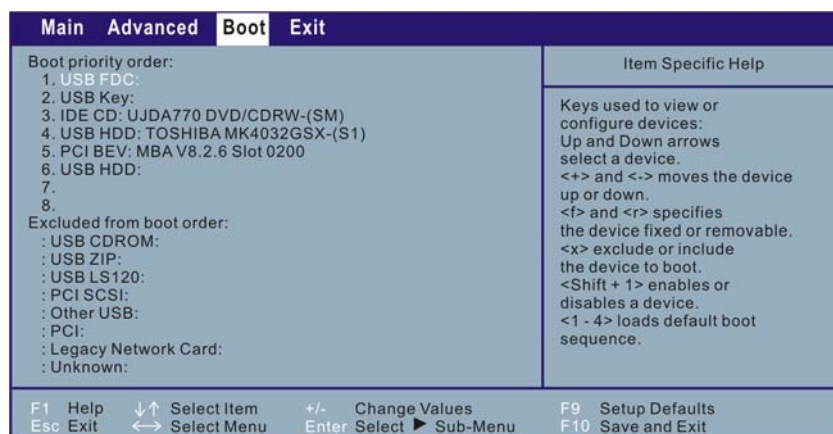 Main Advanced Boot Exit
Boot priority order:
1. USB FDC:
2. USB Key:
3. IDE CD: UJDA770 DVD/CDRW-(SM)
4. USB HDD: TOSHIBA MK4032GSX-(S1)
5. PCI BEV: MBA V8.2.6 Slot 0200
6. USB HDD:
7.
8.
Excluded from boot order:
: USB CDROM:
: USB ZIP:
: USB LS120:
: PCI SCSI:
: Other USB:
: PCI:
: Legacy Network Card:
: Unknown:
Item Specific Help
Keys used to view or
configure devices:
Up and Down arrows
select a device.
<+> and <-> moves the device
up or down.
<f> and <r> specifies
the device fixed or removable.
<x> exclude or include
the device to boot.
<Shift + 1> enables or
disables a device.
<1 - 4> loads default boot
sequence.
F1 Help ↓↑ Select Item +/- Change Values F9 Setup Defaults
Esc Exit ↔ Select Menu Enter Select ▶ Sub-Menu F10 Save and Exit